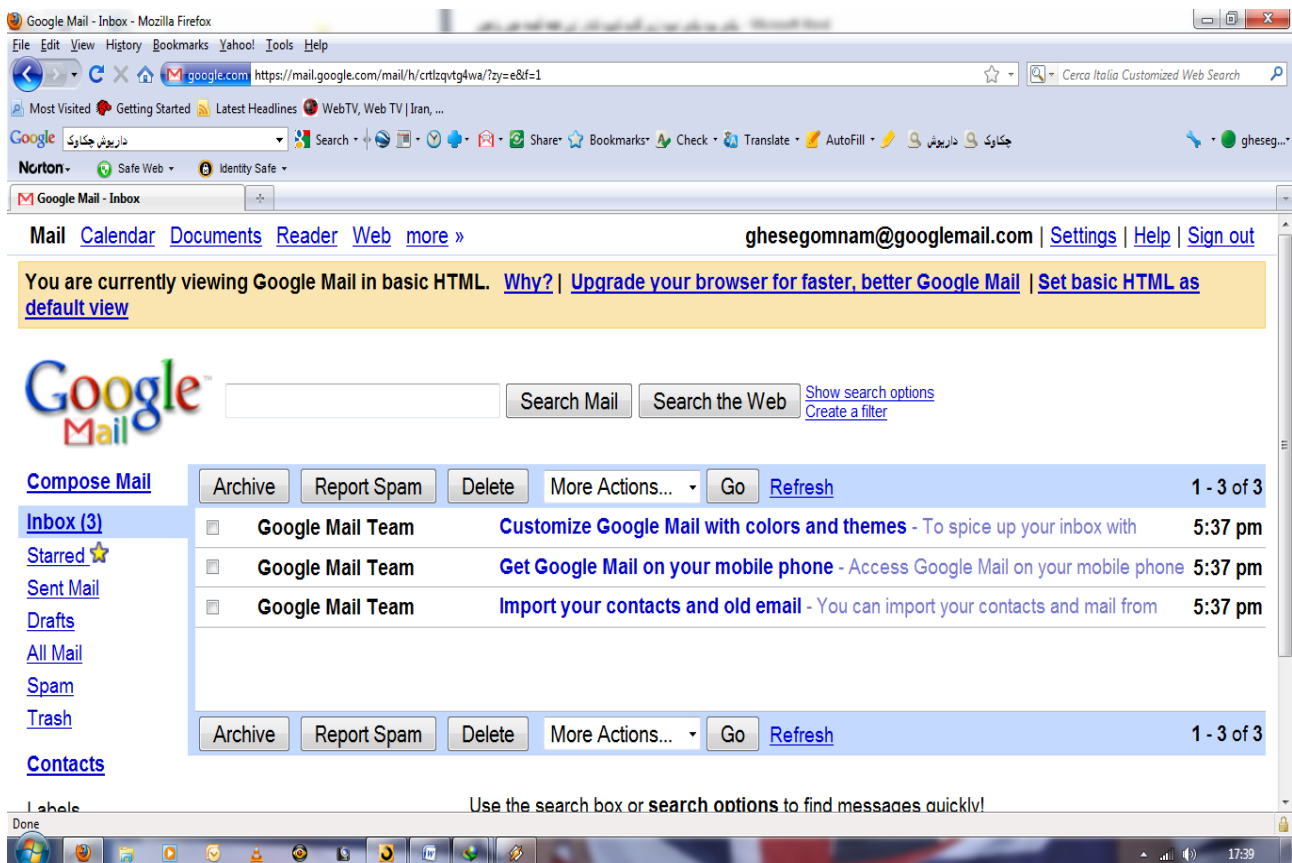 Google Mail - Inbox - Mozilla Firefox
Microsoft Word
File Edit View History Bookmarks Yahoo! Tools Help
google.com https://mail.google.com/mail/h/crtlzqvtg4wa/?zy=e&f=1
Cerca Italia Customized Web Search
Most Visited Getting Started Latest Headlines WebTV, Web TV | Iran, ...
Google داریوش چکاوک Search Share Bookmarks Check Translate AutoFill داریوش چکاوک gheseg...
Norton Safe Web Identity Safe
Google Mail - Inbox
Mail Calendar Documents Reader Web more » ghesegomnam@googlemail.com | Settings | Help | Sign out
You are currently viewing Google Mail in basic HTML. Why? | Upgrade your browser for faster, better Google Mail | Set basic HTML as
default view
Google Mail™ Search Mail Search the Web Show search options
Create a filter
Compose Mail Archive Report Spam Delete More Actions... Go Refresh 1 - 3 of 3
Inbox (3) Google Mail Team Customize Google Mail with colors and themes - To spice up your inbox with 5:37 pm
Starred Google Mail Team Get Google Mail on your mobile phone - Access Google Mail on your mobile phone 5:37 pm
Sent Mail Google Mail Team Import your contacts and old email - You can import your contacts and mail from 5:37 pm
Drafts
All Mail
Spam
Trash
Archive Report Spam Delete More Actions... Go Refresh 1 - 3 of 3
Contacts
Labels Use the search box or search options to find messages quickly!
Done
17:39